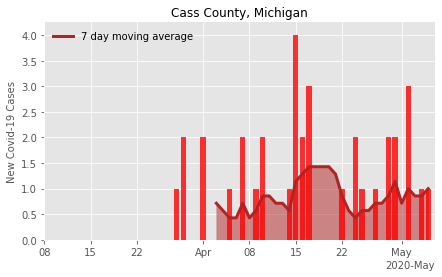 Cass County, Michigan
7 day moving average
New Covid-19 Cases
4.0
3.5
3.0
2.5
2.0
1.5
1.0
0.5
0.0
08 15 22 Apr 08 15 22 May
2020-May